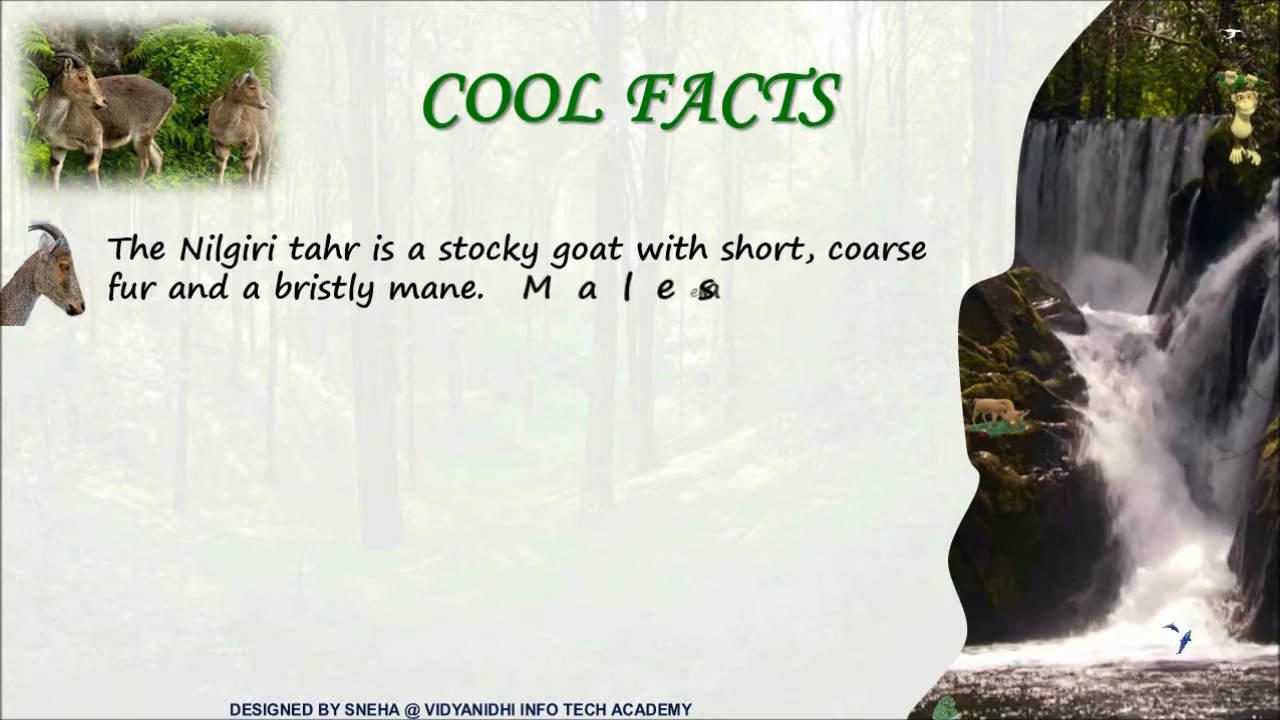 COOL FACTS
The Nilgiri tahr is a stocky goat with short, coarse
fur and a bristly mane. Males
DESIGNED BY SNEHA @ VIDYANIDHI INFO TECH ACADEMY